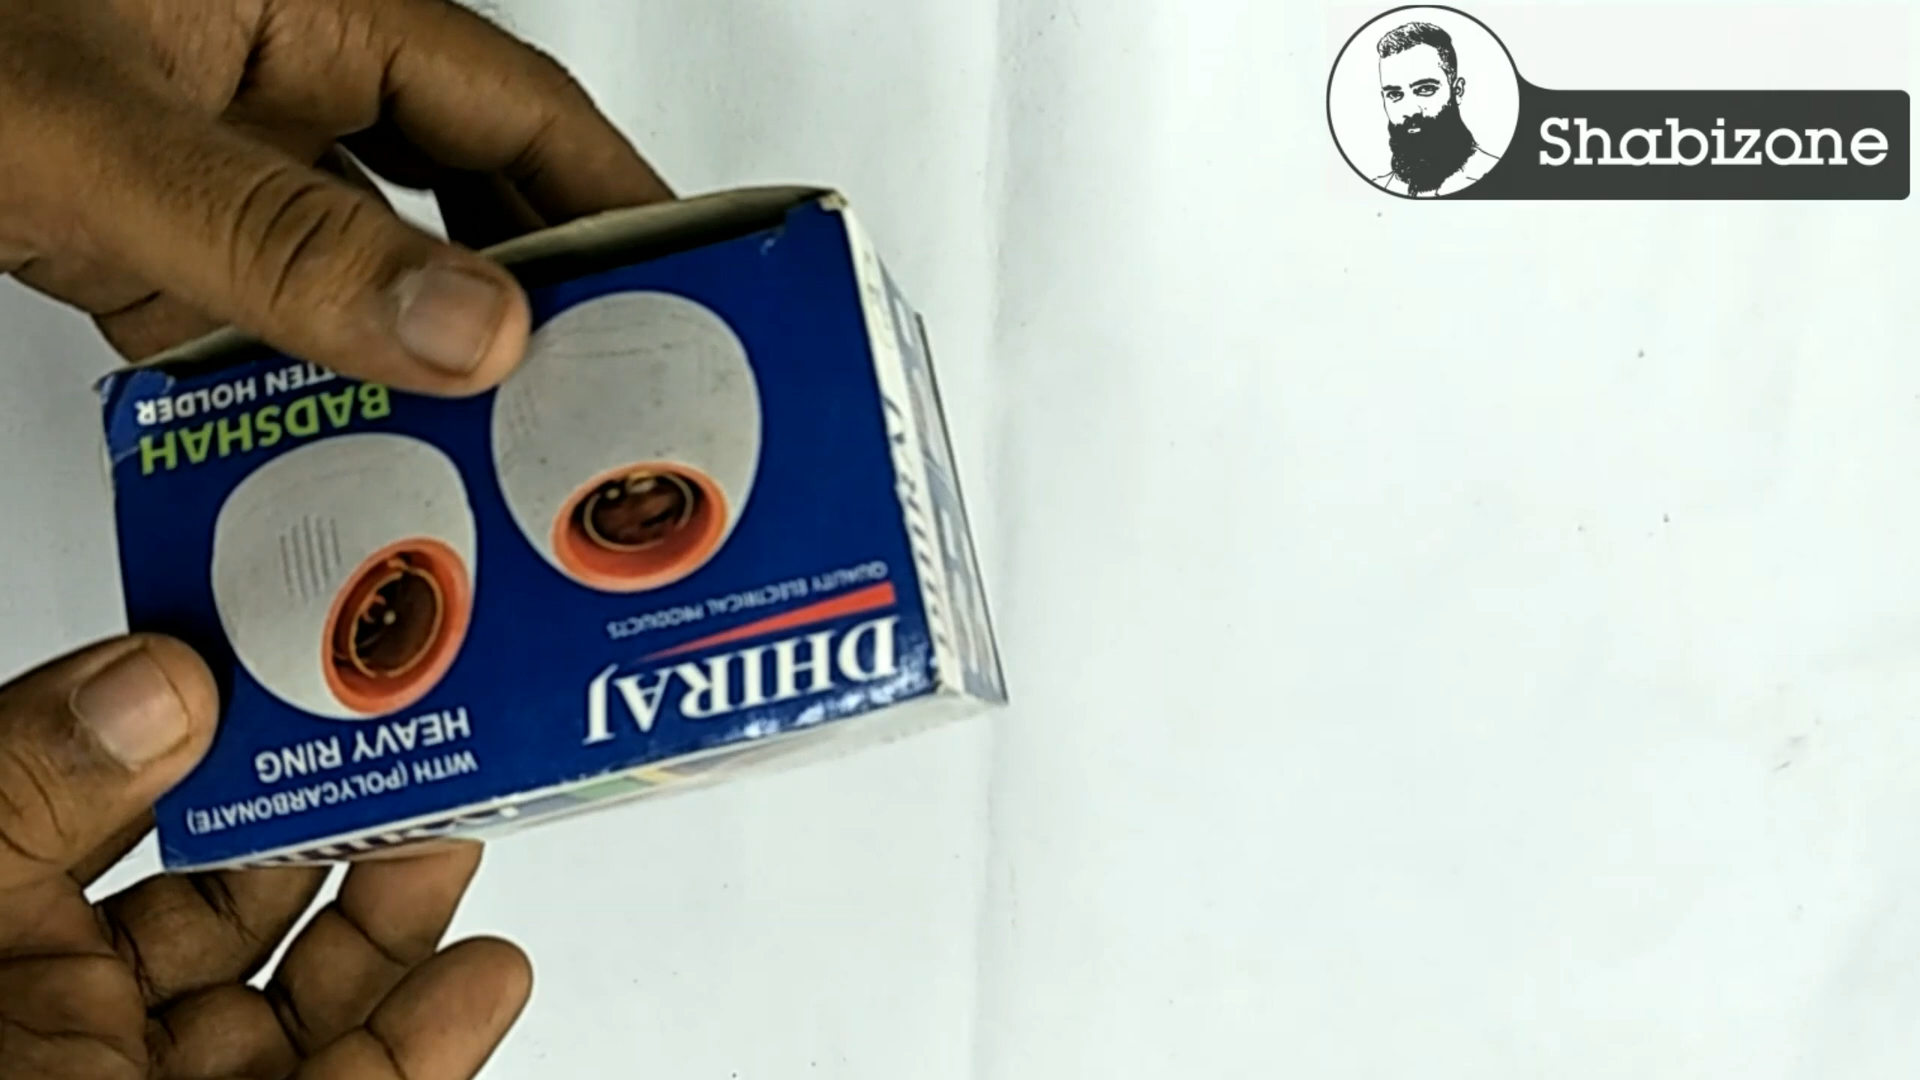 Shabizone
DHIRAJ
QUALITY ELECTRICAL PRODUCTS
WITH (POLYCARBONATE)
HEAVY RING
BADSHAH
HOLDER